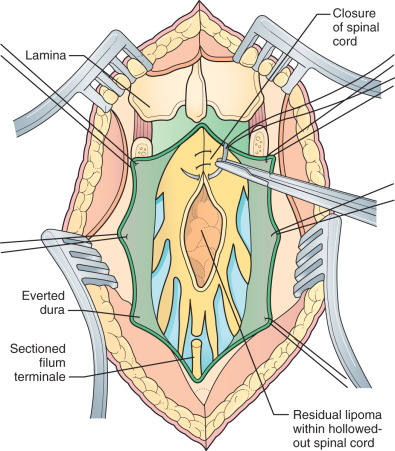 Closure
of spinal
cord
Lamina
Everted
dura
Sectioned
filum
terminale
Residual lipoma
within hollowed-
out spinal cord